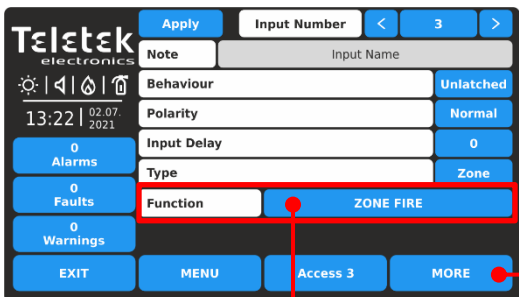 Teletek
electronics
13:22 02.07.
2021
0
Alarms
0
Faults
0
Warnings
EXIT
Apply
Input Number < 3 >
Note Input Name
Behaviour Unlatched
Polarity Normal
Input Delay 0
Type Zone
Function ZONE FIRE
MENU Access 3 MORE